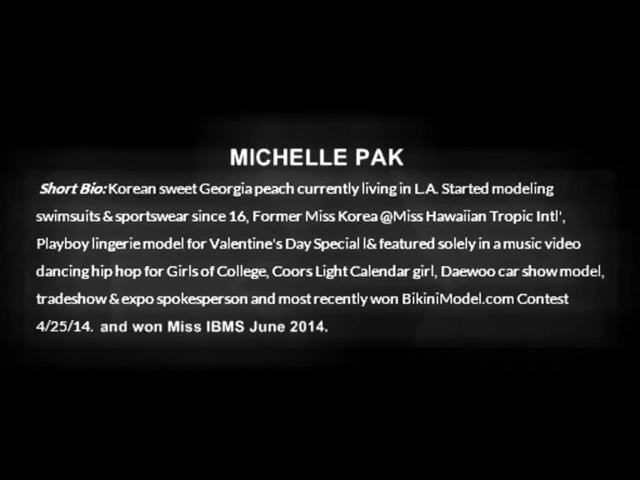 MICHELLE PAK
Short Bio: Korean sweet Georgia peach currently living in L.A. Started modeling
swimsuits & sportswear since 16, Former Miss Korea @Miss Hawaiian Tropic Intl',
Playboy lingerie model for Valentine's Day Special l& featured solely in a music video
dancing hip hop for Girls of College, Coors Light Calendar girl, Daewoo car show model,
tradeshow & expo spokesperson and most recently won BikiniModel.com Contest
4/25/14. and won Miss IBMS June 2014.